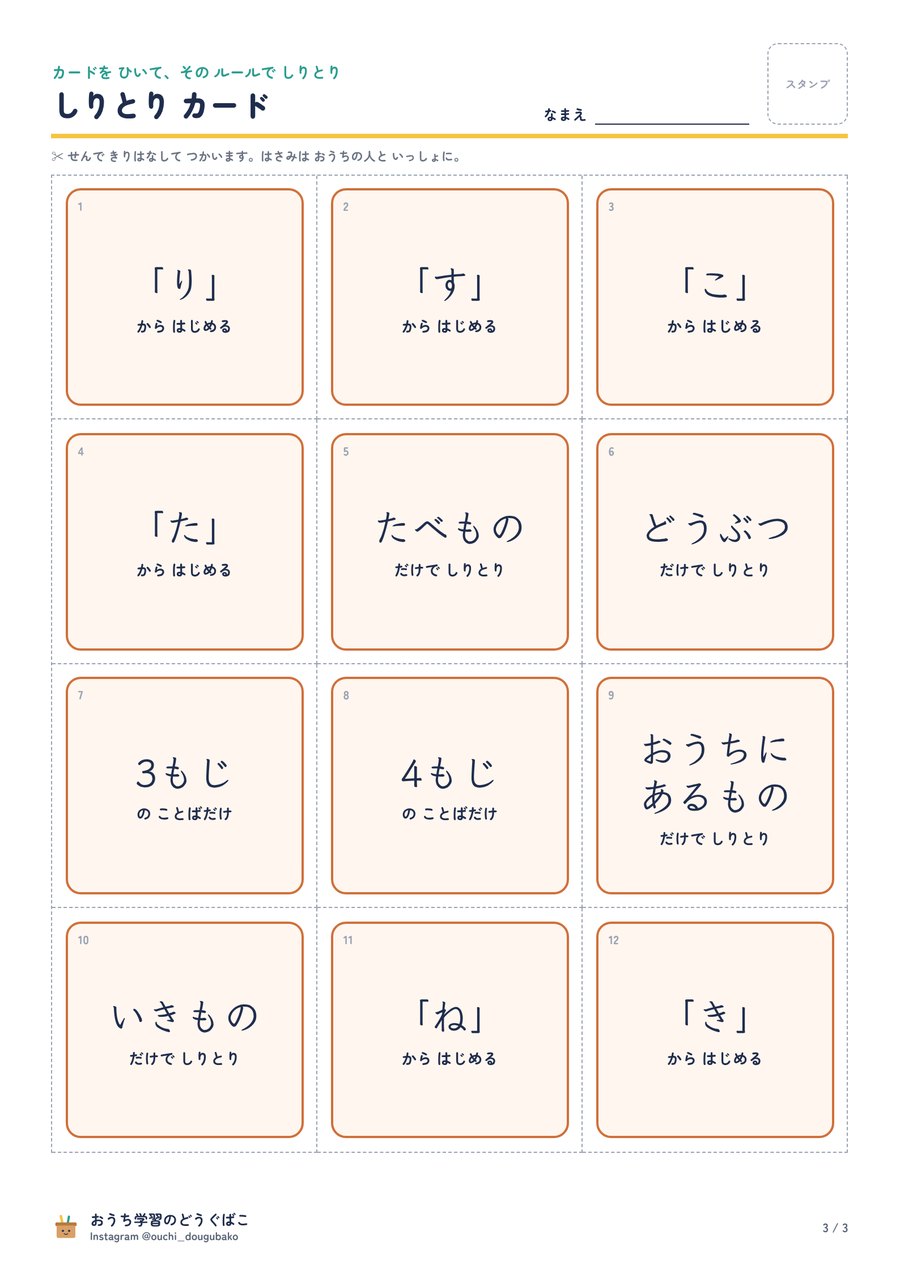 カードを ひいて、その ルールで しりとり
しりとり カード
なまえ
スタンプ
せんで きりはなして つかいます。はさみは おうちの人と いっしょに。
1
「り」
から はじめる
2
「す」
から はじめる
3
「こ」
から はじめる
4
「た」
から はじめる
5
たべもの
だけで しりとり
6
どうぶつ
だけで しりとり
7
3もじ
の ことばだけ
8
4もじ
の ことばだけ
9
おうちに
あるもの
だけで しりとり
10
いきもの
だけで しりとり
11
「ね」
から はじめる
12
「き」
から はじめる
おうち学習のどうぐばこ
Instagram @ouchi_dougubako
3 / 3